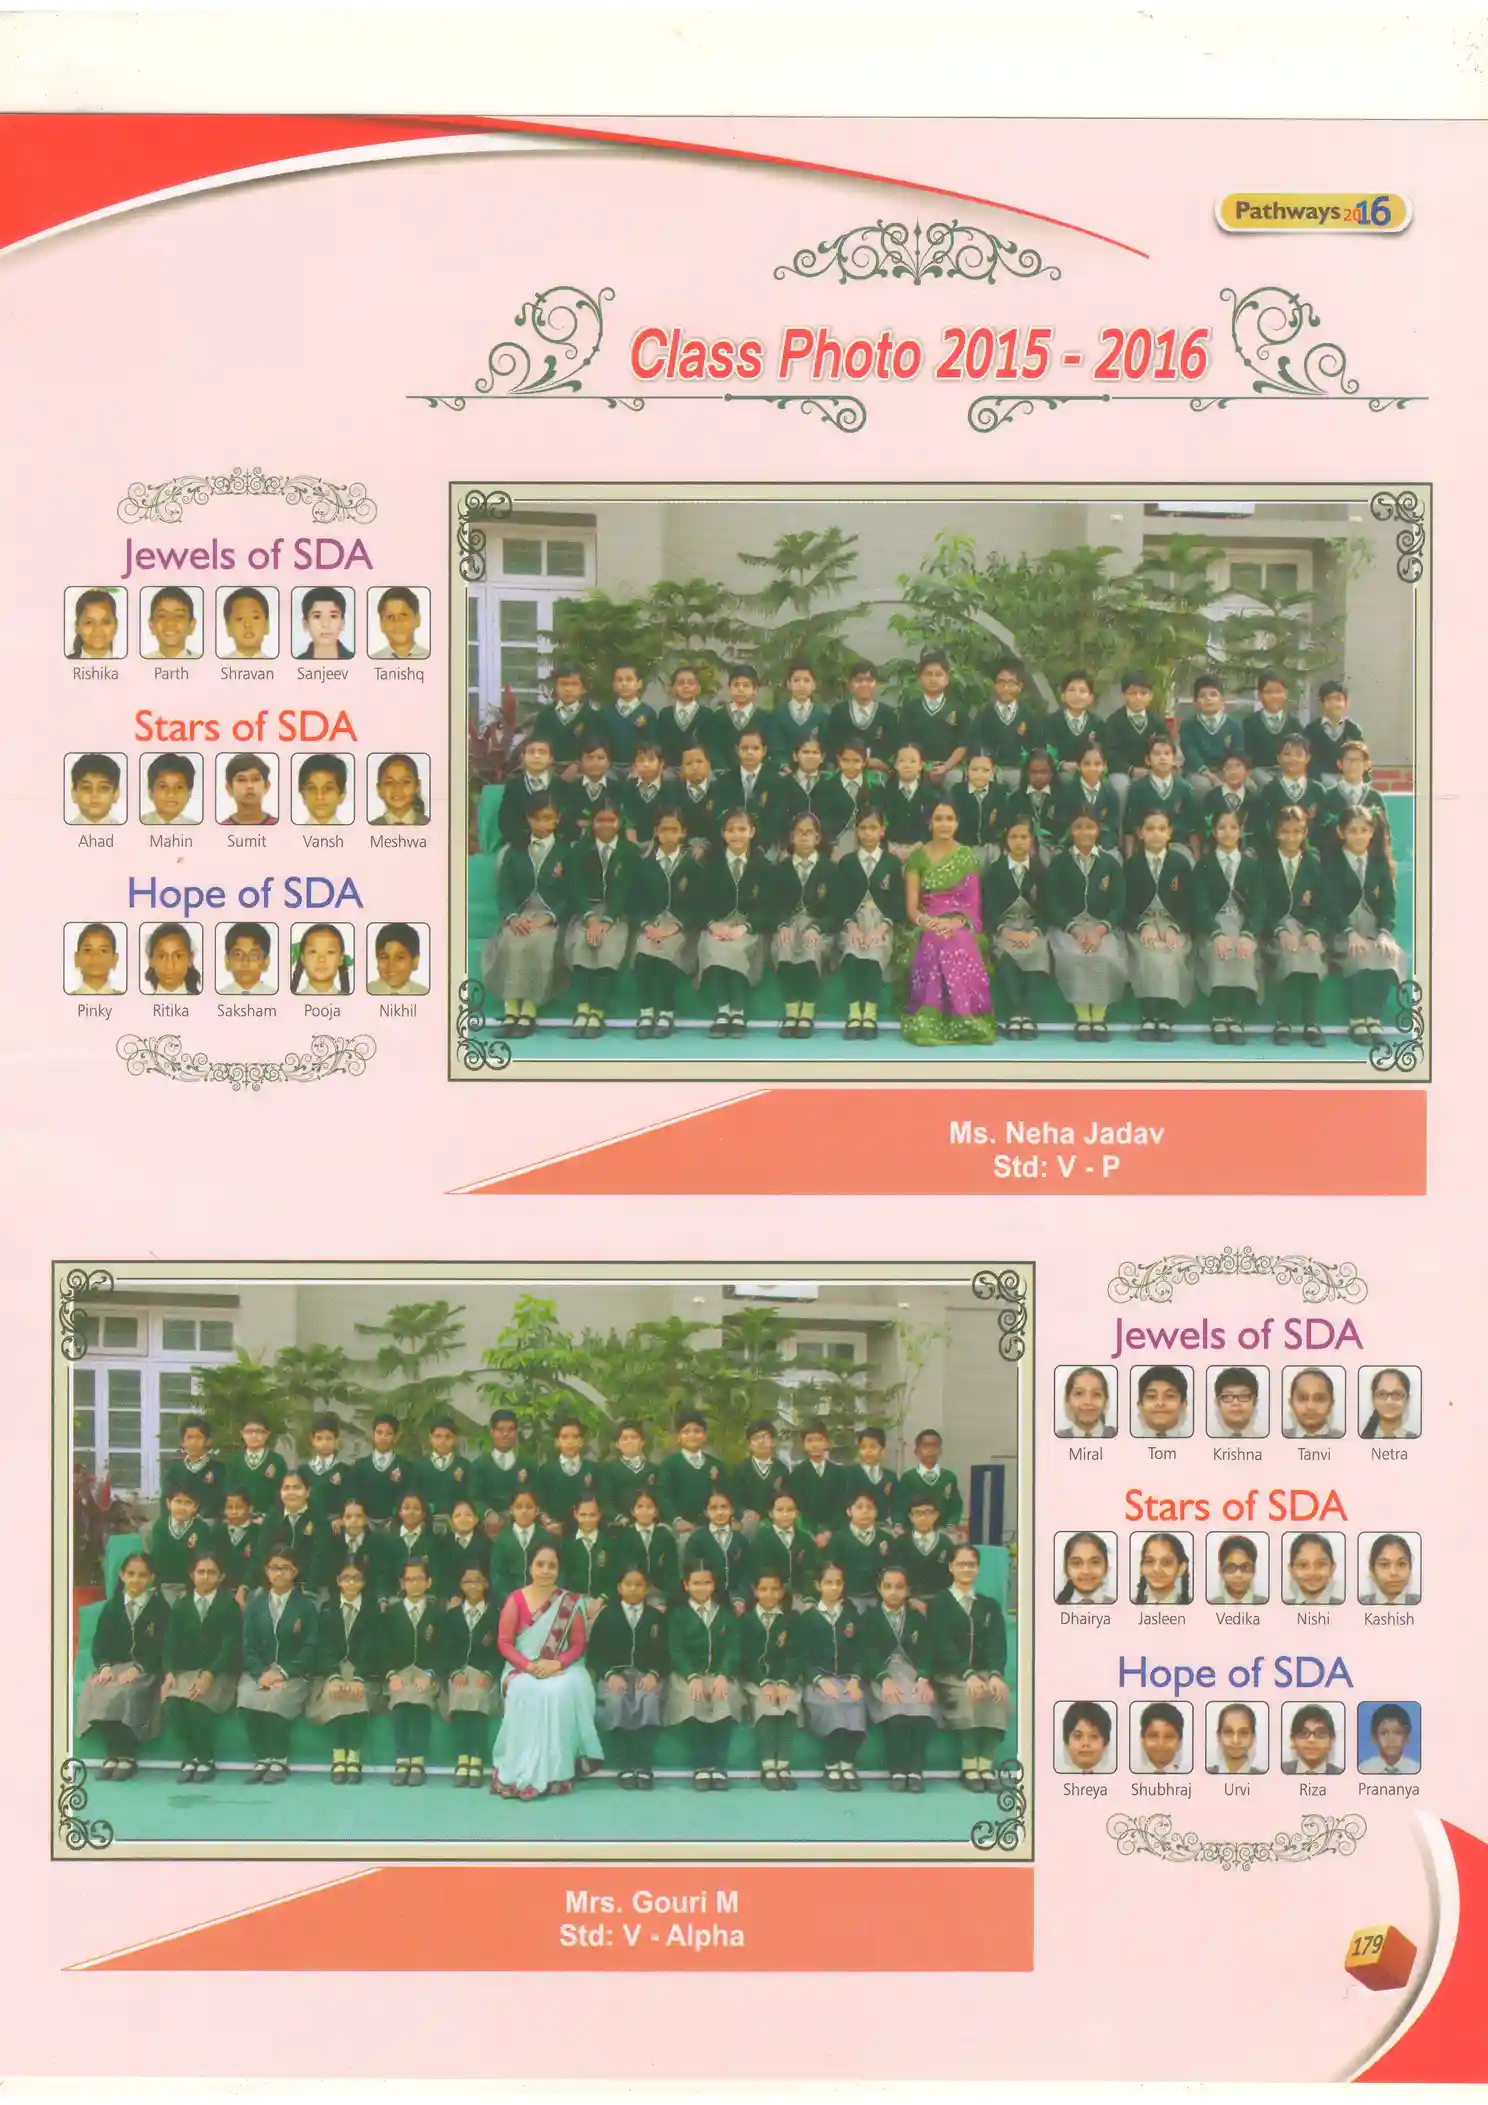 Pathways 2016
Class Photo 2015 - 2016
Jewels of SDA
Rishika Parth Shravan Sanjeev Tanishq
Stars of SDA
Ahad Mahin Sumit Vansh Meshwa
Hope of SDA
Pinky Ritika Saksham Pooja Nikhil
Ms. Neha Jadav
Std: V - P
Jewels of SDA
Miral Tom Krishna Tanvi Netra
Stars of SDA
Dhairya Jasleen Vedika Nishi Kashish
Hope of SDA
Shreya Shubhraj Urvi Riza Prananya
Mrs. Gouri M
Std: V - Alpha
179